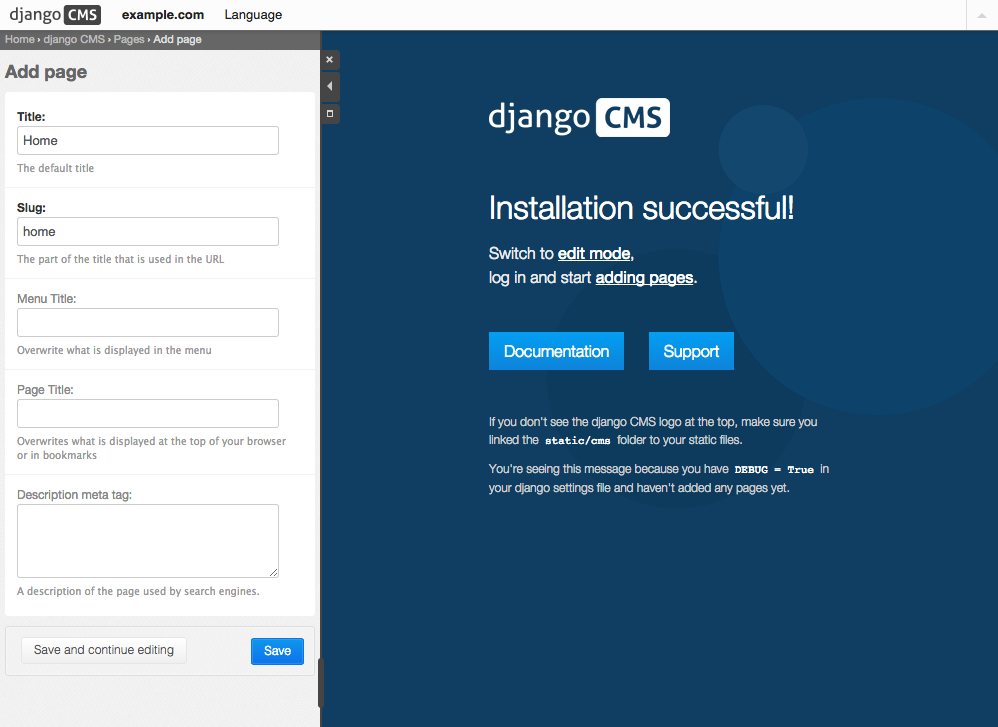 django CMS example.com Language
Home › django CMS › Pages › Add page
Add page
Title:
Home
The default title
Slug:
home
The part of the title that is used in the URL
Menu Title:
Overwrite what is displayed in the menu
Page Title:
Overwrites what is displayed at the top of your browser
or in bookmarks
Description meta tag:
A description of the page used by search engines.
Save and continue editing Save
django CMS
Installation successful!
Switch to edit mode,
log in and start adding pages.
Documentation Support
If you don't see the django CMS logo at the top, make sure you
linked the static/cms folder to your static files.
You're seeing this message because you have DEBUG = True in
your django settings file and haven't added any pages yet.